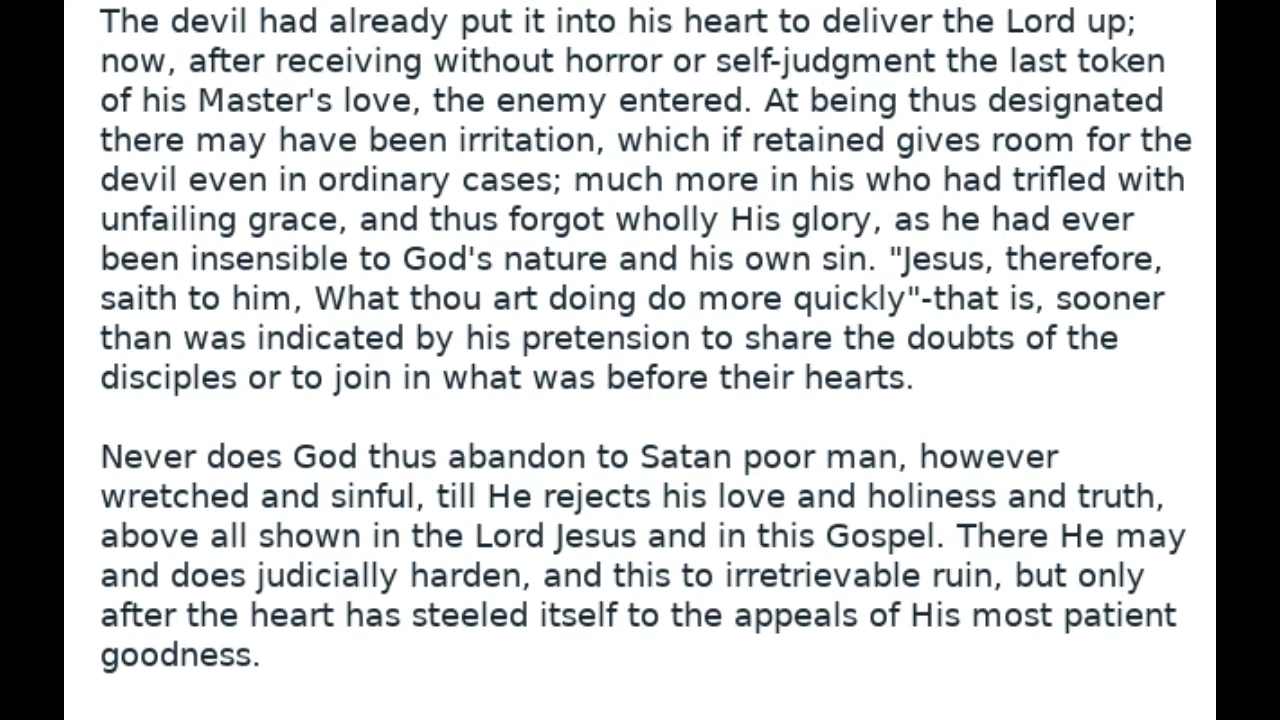 The devil had already put it into his heart to deliver the Lord up;
now, after receiving without horror or self-judgment the last token
of his Master's love, the enemy entered. At being thus designated
there may have been irritation, which if retained gives room for the
devil even in ordinary cases; much more in his who had trifled with
unfailing grace, and thus forgot wholly His glory, as he had ever
been insensible to God's nature and his own sin. "Jesus, therefore,
saith to him, What thou art doing do more quickly"-that is, sooner
than was indicated by his pretension to share the doubts of the
disciples or to join in what was before their hearts.

Never does God thus abandon to Satan poor man, however
wretched and sinful, till He rejects his love and holiness and truth,
above all shown in the Lord Jesus and in this Gospel. There He may
and does judicially harden, and this to irretrievable ruin, but only
after the heart has steeled itself to the appeals of His most patient
goodness.